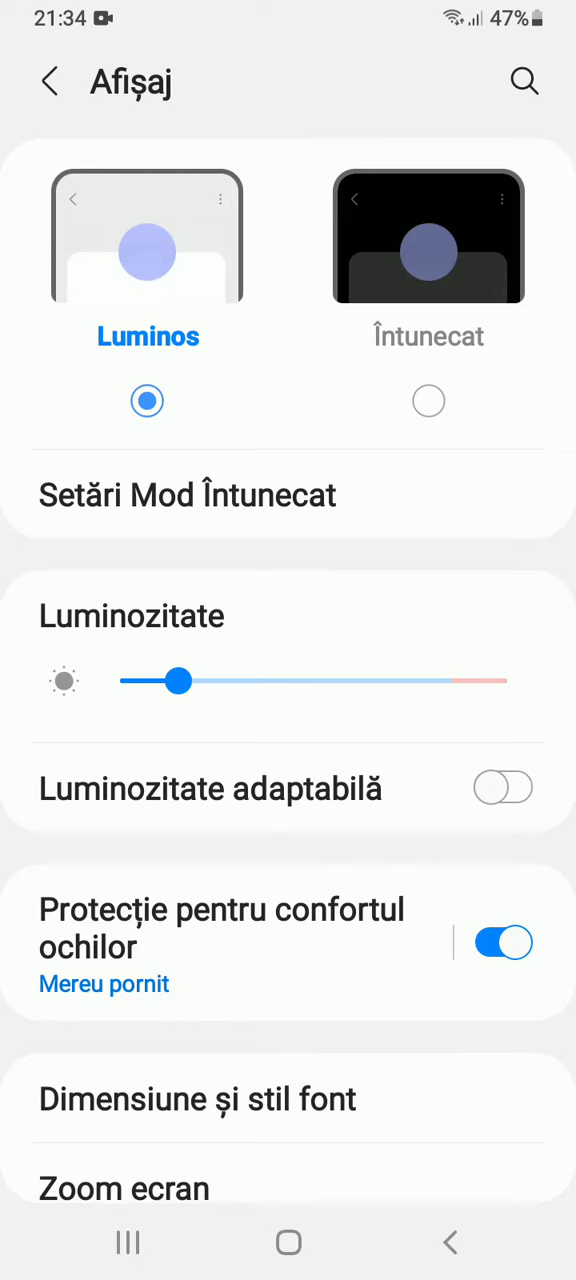 21:34 47%
Afișaj
Luminos Întunecat
Setări Mod Întunecat
Luminozitate
Luminozitate adaptabilă
Protecție pentru confortul
ochilor
Mereu pornit
Dimensiune și stil font
Zoom ecran